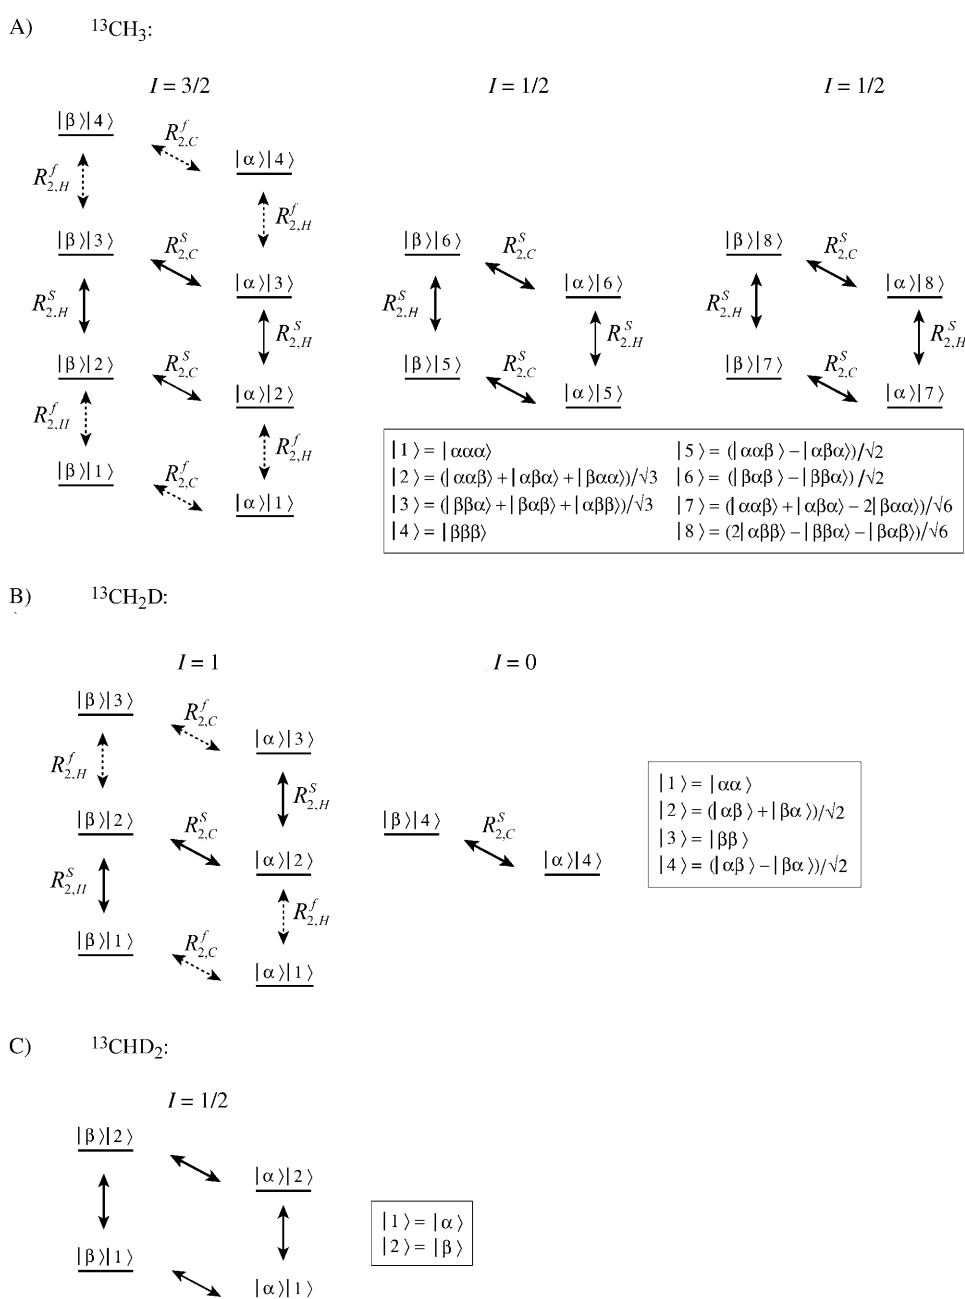 A) ¹³CH₃:
I = 3/2 I = 1/2 I = 1/2
|β⟩|4⟩ R^f_{2,C}
|α⟩|4⟩
R^f_{2,H}
R^f_{2,H}
|β⟩|3⟩ R^S_{2,C} |β⟩|6⟩ R^S_{2,C} |β⟩|8⟩ R^S_{2,C}
|α⟩|3⟩ |α⟩|6⟩ |α⟩|8⟩
R^S_{2,H} R^S_{2,H} R^S_{2,H}
R^S_{2,H} R^S_{2,H} R^S_{2,H}
|β⟩|2⟩ R^S_{2,C} |β⟩|5⟩ R^S_{2,C} |β⟩|7⟩ R^S_{2,C}
|α⟩|2⟩ |α⟩|5⟩ |α⟩|7⟩
R^f_{2,H}
R^f_{2,H}
|β⟩|1⟩ R^f_{2,C}
|α⟩|1⟩
|1⟩ = |ααα⟩
|2⟩ = (|ααβ⟩ + |αβα⟩ + |βαα⟩)/√3
|3⟩ = (|ββα⟩ + |βαβ⟩ + |αββ⟩)/√3
|4⟩ = |βββ⟩
|5⟩ = (|ααβ⟩ − |αβα⟩)/√2
|6⟩ = (|βαβ⟩ − |ββα⟩)/√2
|7⟩ = (|ααβ⟩ + |αβα⟩ − 2|βαα⟩)/√6
|8⟩ = (2|αββ⟩ − |ββα⟩ − |βαβ⟩)/√6
B) ¹³CH₂D:
I = 1 I = 0
|β⟩|3⟩ R^f_{2,C}
|α⟩|3⟩
R^f_{2,H}
R^S_{2,H}
|β⟩|2⟩ R^S_{2,C} |β⟩|4⟩ R^S_{2,C}
|α⟩|2⟩ |α⟩|4⟩
R^S_{2,H}
R^f_{2,H}
|β⟩|1⟩ R^f_{2,C}
|α⟩|1⟩
|1⟩ = |αα⟩
|2⟩ = (|αβ⟩ + |βα⟩)/√2
|3⟩ = |ββ⟩
|4⟩ = (|αβ⟩ − |βα⟩)/√2
C) ¹³CHD₂:
I = 1/2
|β⟩|2⟩
|α⟩|2⟩
|β⟩|1⟩
|α⟩|1⟩
|1⟩ = |α⟩
|2⟩ = |β⟩